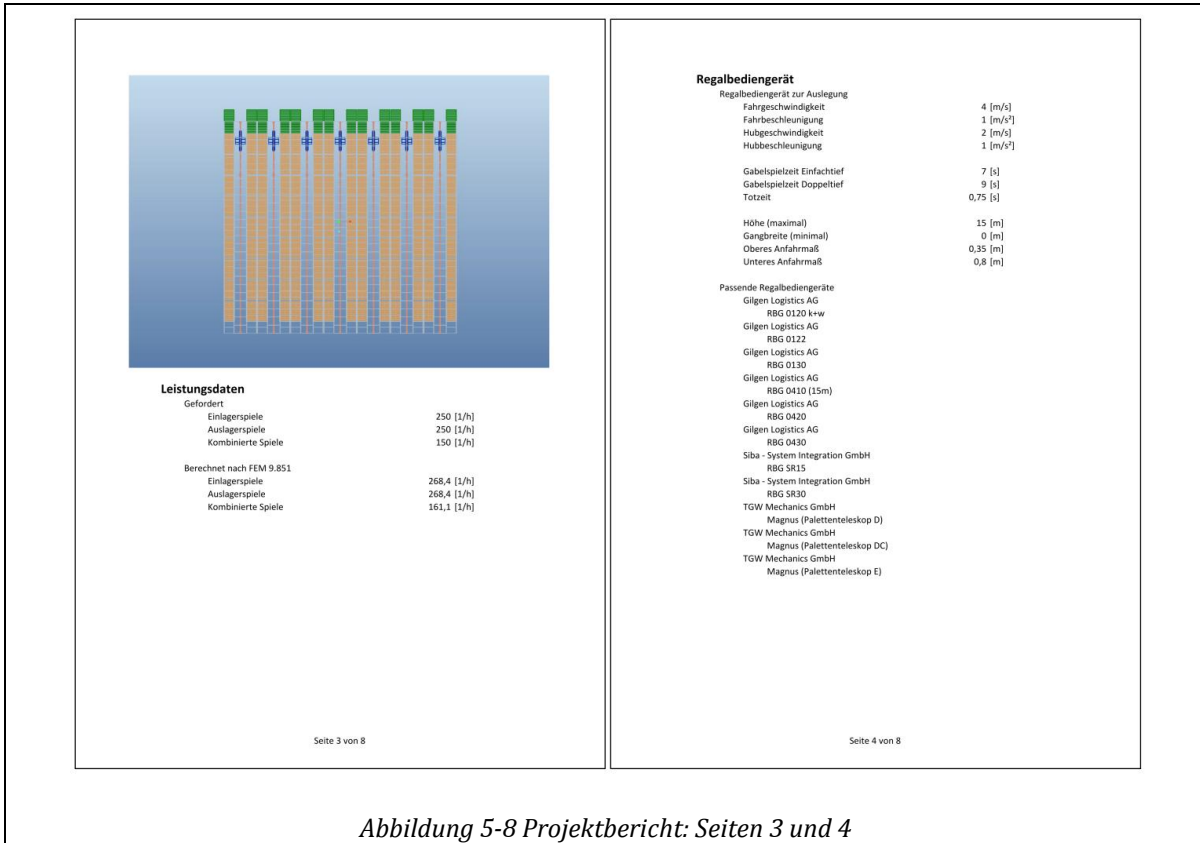 Leistungsdaten
Gefordert
Einlagerspiele 250 [1/h]
Auslagerspiele 250 [1/h]
Kombinierte Spiele 150 [1/h]
Berechnet nach FEM 9.851
Einlagerspiele 268,4 [1/h]
Auslagerspiele 268,4 [1/h]
Kombinierte Spiele 161,1 [1/h]
Seite 3 von 8
Regalbediengerät
Regalbediengerät zur Auslegung
Fahrgeschwindigkeit 4 [m/s]
Fahrbeschleunigung 1 [m/s²]
Hubgeschwindigkeit 2 [m/s]
Hubbeschleunigung 1 [m/s²]
Gabelspielzeit Einfachtief 7 [s]
Gabelspielzeit Doppeltief 9 [s]
Totzeit 0,75 [s]
Höhe (maximal) 15 [m]
Gangbreite (minimal) 0 [m]
Oberes Anfahrmaß 0,35 [m]
Unteres Anfahrmaß 0,8 [m]
Passende Regalbediengeräte
Gilgen Logistics AG
RBG 0120 k+w
Gilgen Logistics AG
RBG 0122
Gilgen Logistics AG
RBG 0130
Gilgen Logistics AG
RBG 0410 (15m)
Gilgen Logistics AG
RBG 0420
Gilgen Logistics AG
RBG 0430
Siba - System Integration GmbH
RBG SR15
Siba - System Integration GmbH
RBG SR30
TGW Mechanics GmbH
Magnus (Palettenteleskop D)
TGW Mechanics GmbH
Magnus (Palettenteleskop DC)
TGW Mechanics GmbH
Magnus (Palettenteleskop E)
Seite 4 von 8
Abbildung 5-8 Projektbericht: Seiten 3 und 4